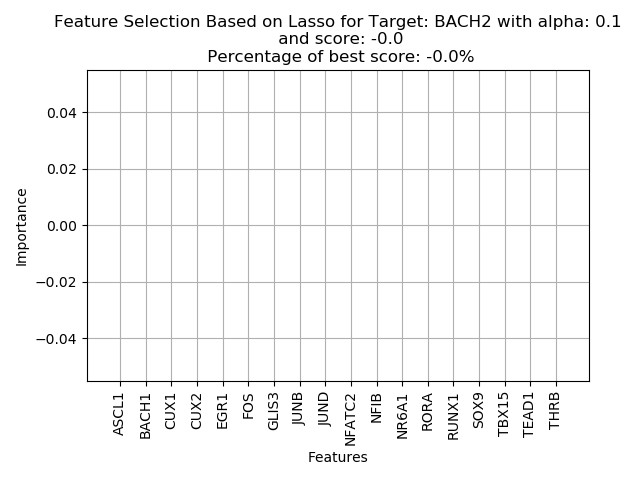 Feature Selection Based on Lasso for Target: BACH2 with alpha: 0.1
and score: -0.0
Percentage of best score: -0.0%
0.04
0.02
0.00
−0.02
−0.04
Importance
ASCL1
BACH1
CUX1
CUX2
EGR1
FOS
GLIS3
JUNB
JUND
NFATC2
NFIB
NR6A1
RORA
RUNX1
SOX9
TBX15
TEAD1
THRB
Features